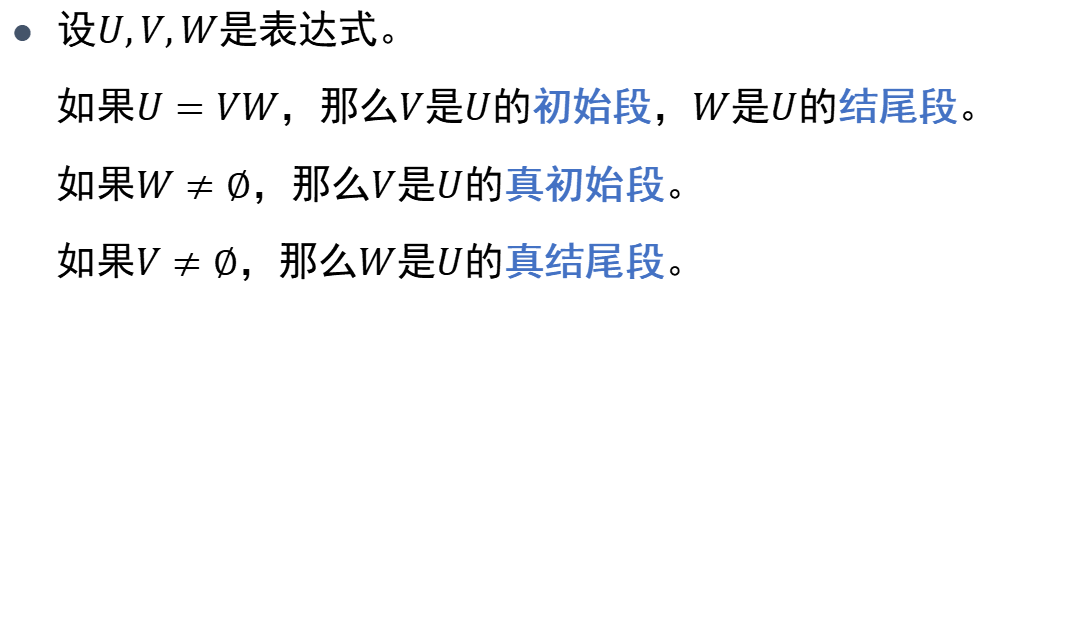 • 设U,V,W是表达式。
如果U = VW，那么V是U的初始段，W是U的结尾段。
如果W ≠ ∅，那么V是U的真初始段。
如果V ≠ ∅，那么W是U的真结尾段。